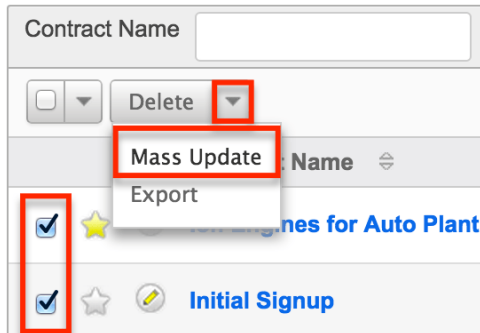 Contract Name
Delete
Mass Update
Name
Export
Engines for Auto Plant
Initial Signup